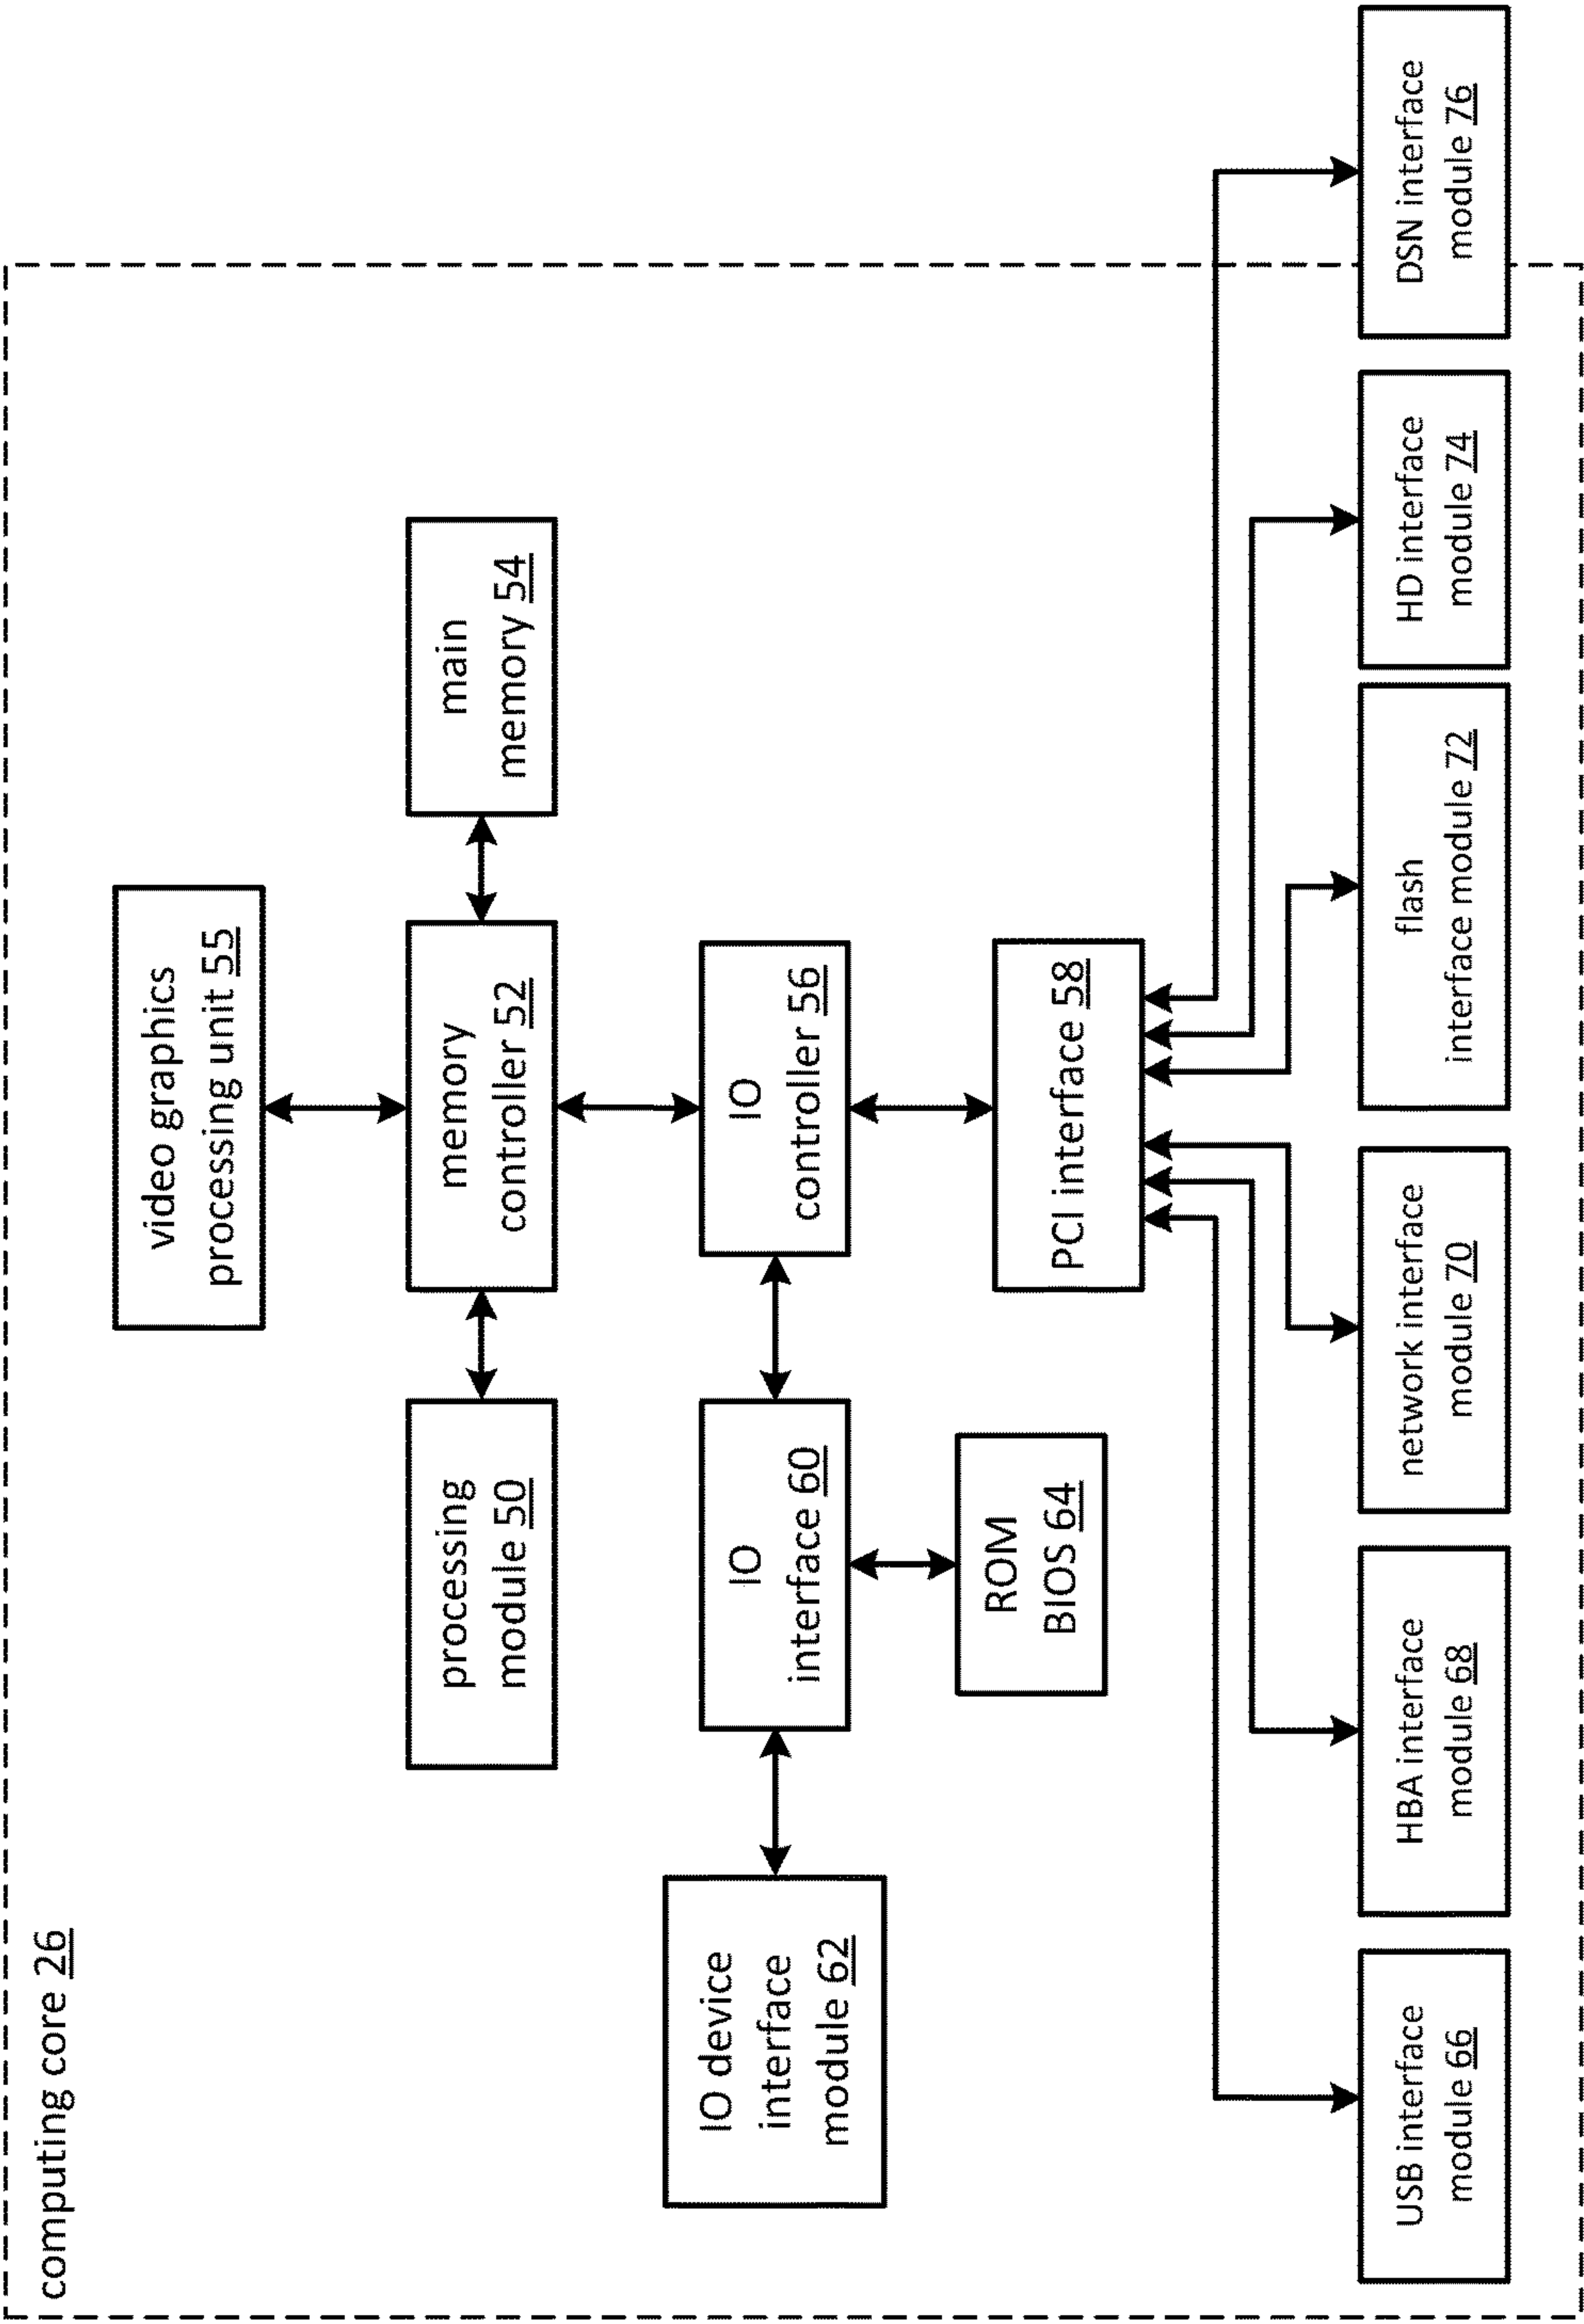 computing core 26
video graphics
processing unit 55
processing
module 50
memory
controller 52
main
memory 54
IO device
interface
module 62
IO
interface 60
IO
controller 56
ROM
BIOS 64
PCI interface 58
USB interface
module 66
HBA interface
module 68
network interface
module 70
flash
interface module 72
HD interface
module 74
DSN interface
module 76